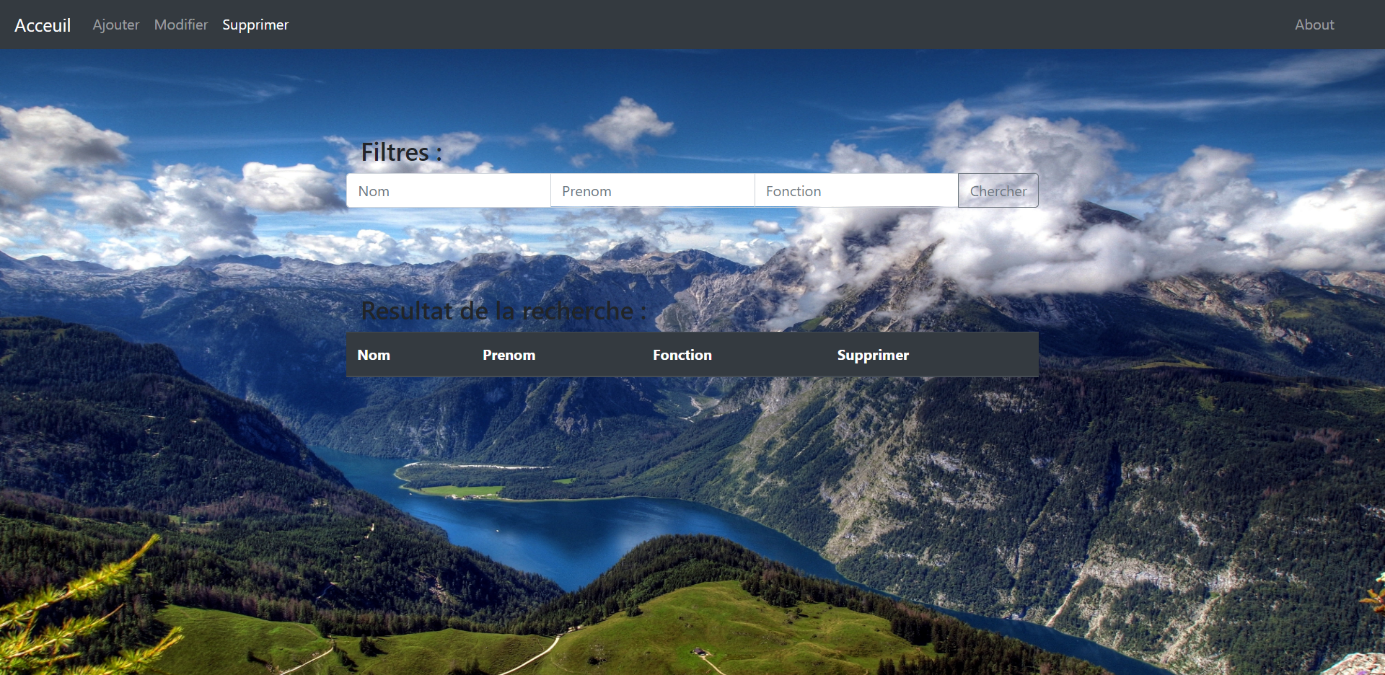 Acceuil Ajouter Modifier Supprimer About
Filtres :
Nom Prenom Fonction Chercher
Resultat de la recherche :
Nom Prenom Fonction Supprimer